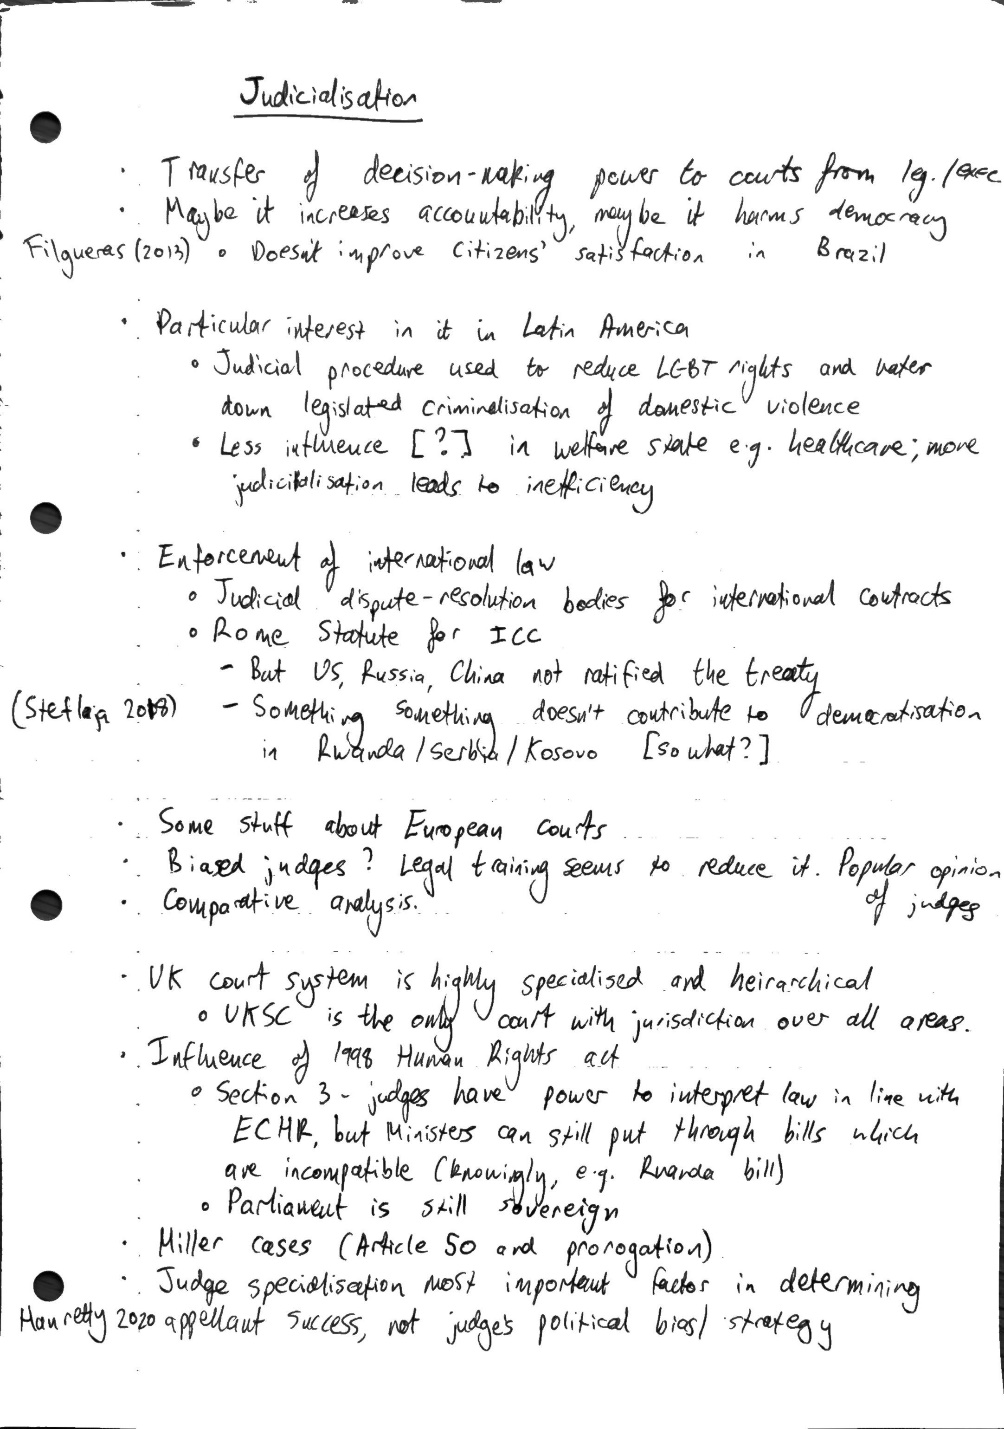 Judicialisation
· Transfer of decision-making power to courts from leg./exec
· Maybe it increases accountability, maybe it harms democracy
Filgueras (2013) ∘ Doesn't improve citizens' satisfaction in Brazil
· Particular interest in it in Latin America
∘ Judicial procedure used to reduce LGBT rights and water
down legislated criminalisation of domestic violence
∘ Less influence [?] in welfare state e.g. healthcare; more
judicialisation leads to inefficiency
· Enforcement of international law
∘ Judicial dispute-resolution bodies for international contracts
∘ Rome Statute for ICC
- But US, Russia, China not ratified the treaty
(Steflja 2018) - Something something doesn't contribute to democratisation
in Rwanda/Serbia/Kosovo [so what?]
· Some stuff about European courts
· Biased judges? Legal training seems to reduce it. Popular opinion
of judges
· Comparative analysis.
· UK court system is highly specialised and heirarchical
∘ UKSC is the only court with jurisdiction over all areas.
· Influence of 1998 Human Rights act
∘ Section 3 - judges have power to interpret law in line with
ECHR, but Ministers can still put through bills which
are incompatible (knowingly, e.g. Rwanda bill)
∘ Parliament is still sovereign
· Miller cases (Article 50 and prorogation)
· Judge specialisation most important factor in determining
Hanretty 2020 appellant success, not judge's political bias/strategy